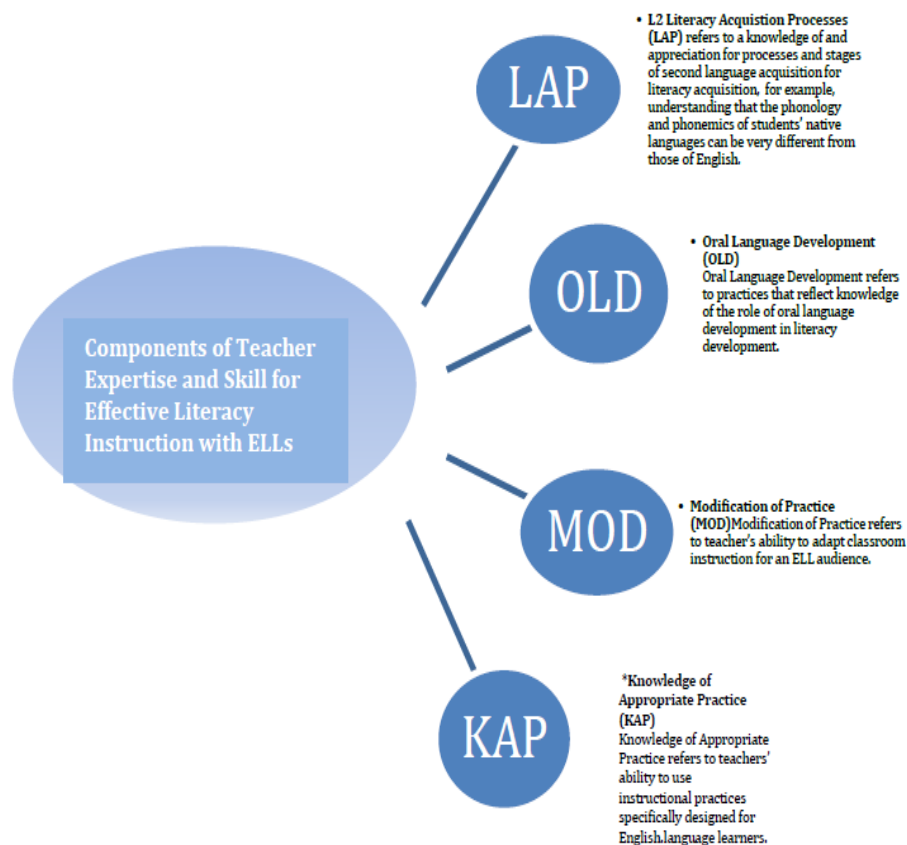 LAP
• L2 Literacy Acquistion Processes
(LAP) refers to a knowledge of and
appreciation for processes and stages
of second language acquisition for
literacy acquisition, for example,
understanding that the phonology
and phonemics of students' native
languages can be very different from
those of English.
OLD
• Oral Language Development
(OLD)
Oral Language Development refers
to practices that reflect knowledge
of the role of oral language
development in literacy
development.
Components of Teacher
Expertise and Skill for
Effective Literacy
Instruction with ELLs
MOD
• Modification of Practice
(MOD)Modification of Practice refers
to teacher's ability to adapt classroom
instruction for an ELL audience.
KAP
*Knowledge of
Appropriate Practice
(KAP)
Knowledge of Appropriate
Practice refers to teachers'
ability to use
instructional practices
specifically designed for
English.language learners.